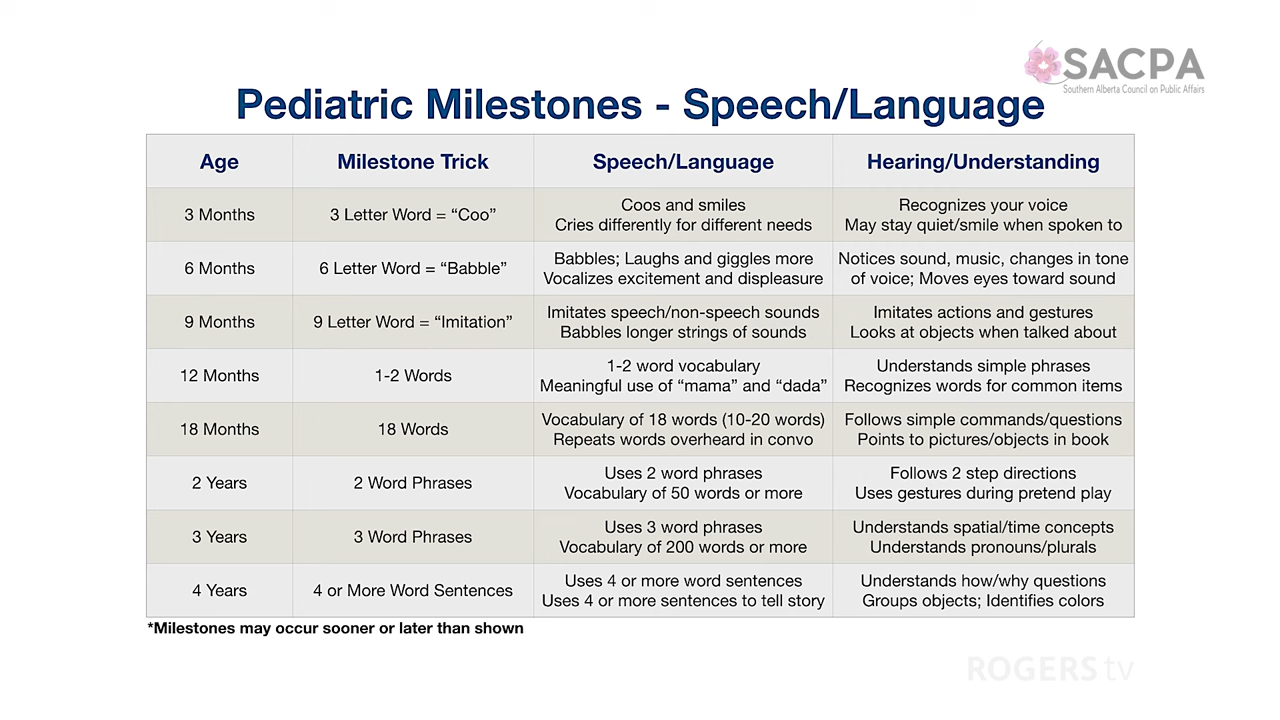 SACPA
Southern Alberta Council on Public Affairs
Pediatric Milestones - Speech/Language
Age Milestone Trick Speech/Language Hearing/Understanding
3 Months
3 Letter Word = “Coo”
Coos and smiles
Cries differently for different needs
Recognizes your voice
May stay quiet/smile when spoken to
6 Months
6 Letter Word = “Babble”
Babbles; Laughs and giggles more
Vocalizes excitement and displeasure
Notices sound, music, changes in tone
of voice; Moves eyes toward sound
9 Months
9 Letter Word = “Imitation”
Imitates speech/non-speech sounds
Babbles longer strings of sounds
Imitates actions and gestures
Looks at objects when talked about
12 Months
1-2 Words
1-2 word vocabulary
Meaningful use of “mama” and “dada”
Understands simple phrases
Recognizes words for common items
18 Months
18 Words
Vocabulary of 18 words (10-20 words)
Repeats words overheard in convo
Follows simple commands/questions
Points to pictures/objects in book
2 Years
2 Word Phrases
Uses 2 word phrases
Vocabulary of 50 words or more
Follows 2 step directions
Uses gestures during pretend play
3 Years
3 Word Phrases
Uses 3 word phrases
Vocabulary of 200 words or more
Understands spatial/time concepts
Understands pronouns/plurals
4 Years
4 or More Word Sentences
Uses 4 or more word sentences
Uses 4 or more sentences to tell story
Understands how/why questions
Groups objects; Identifies colors
*Milestones may occur sooner or later than shown
ROGERS tv